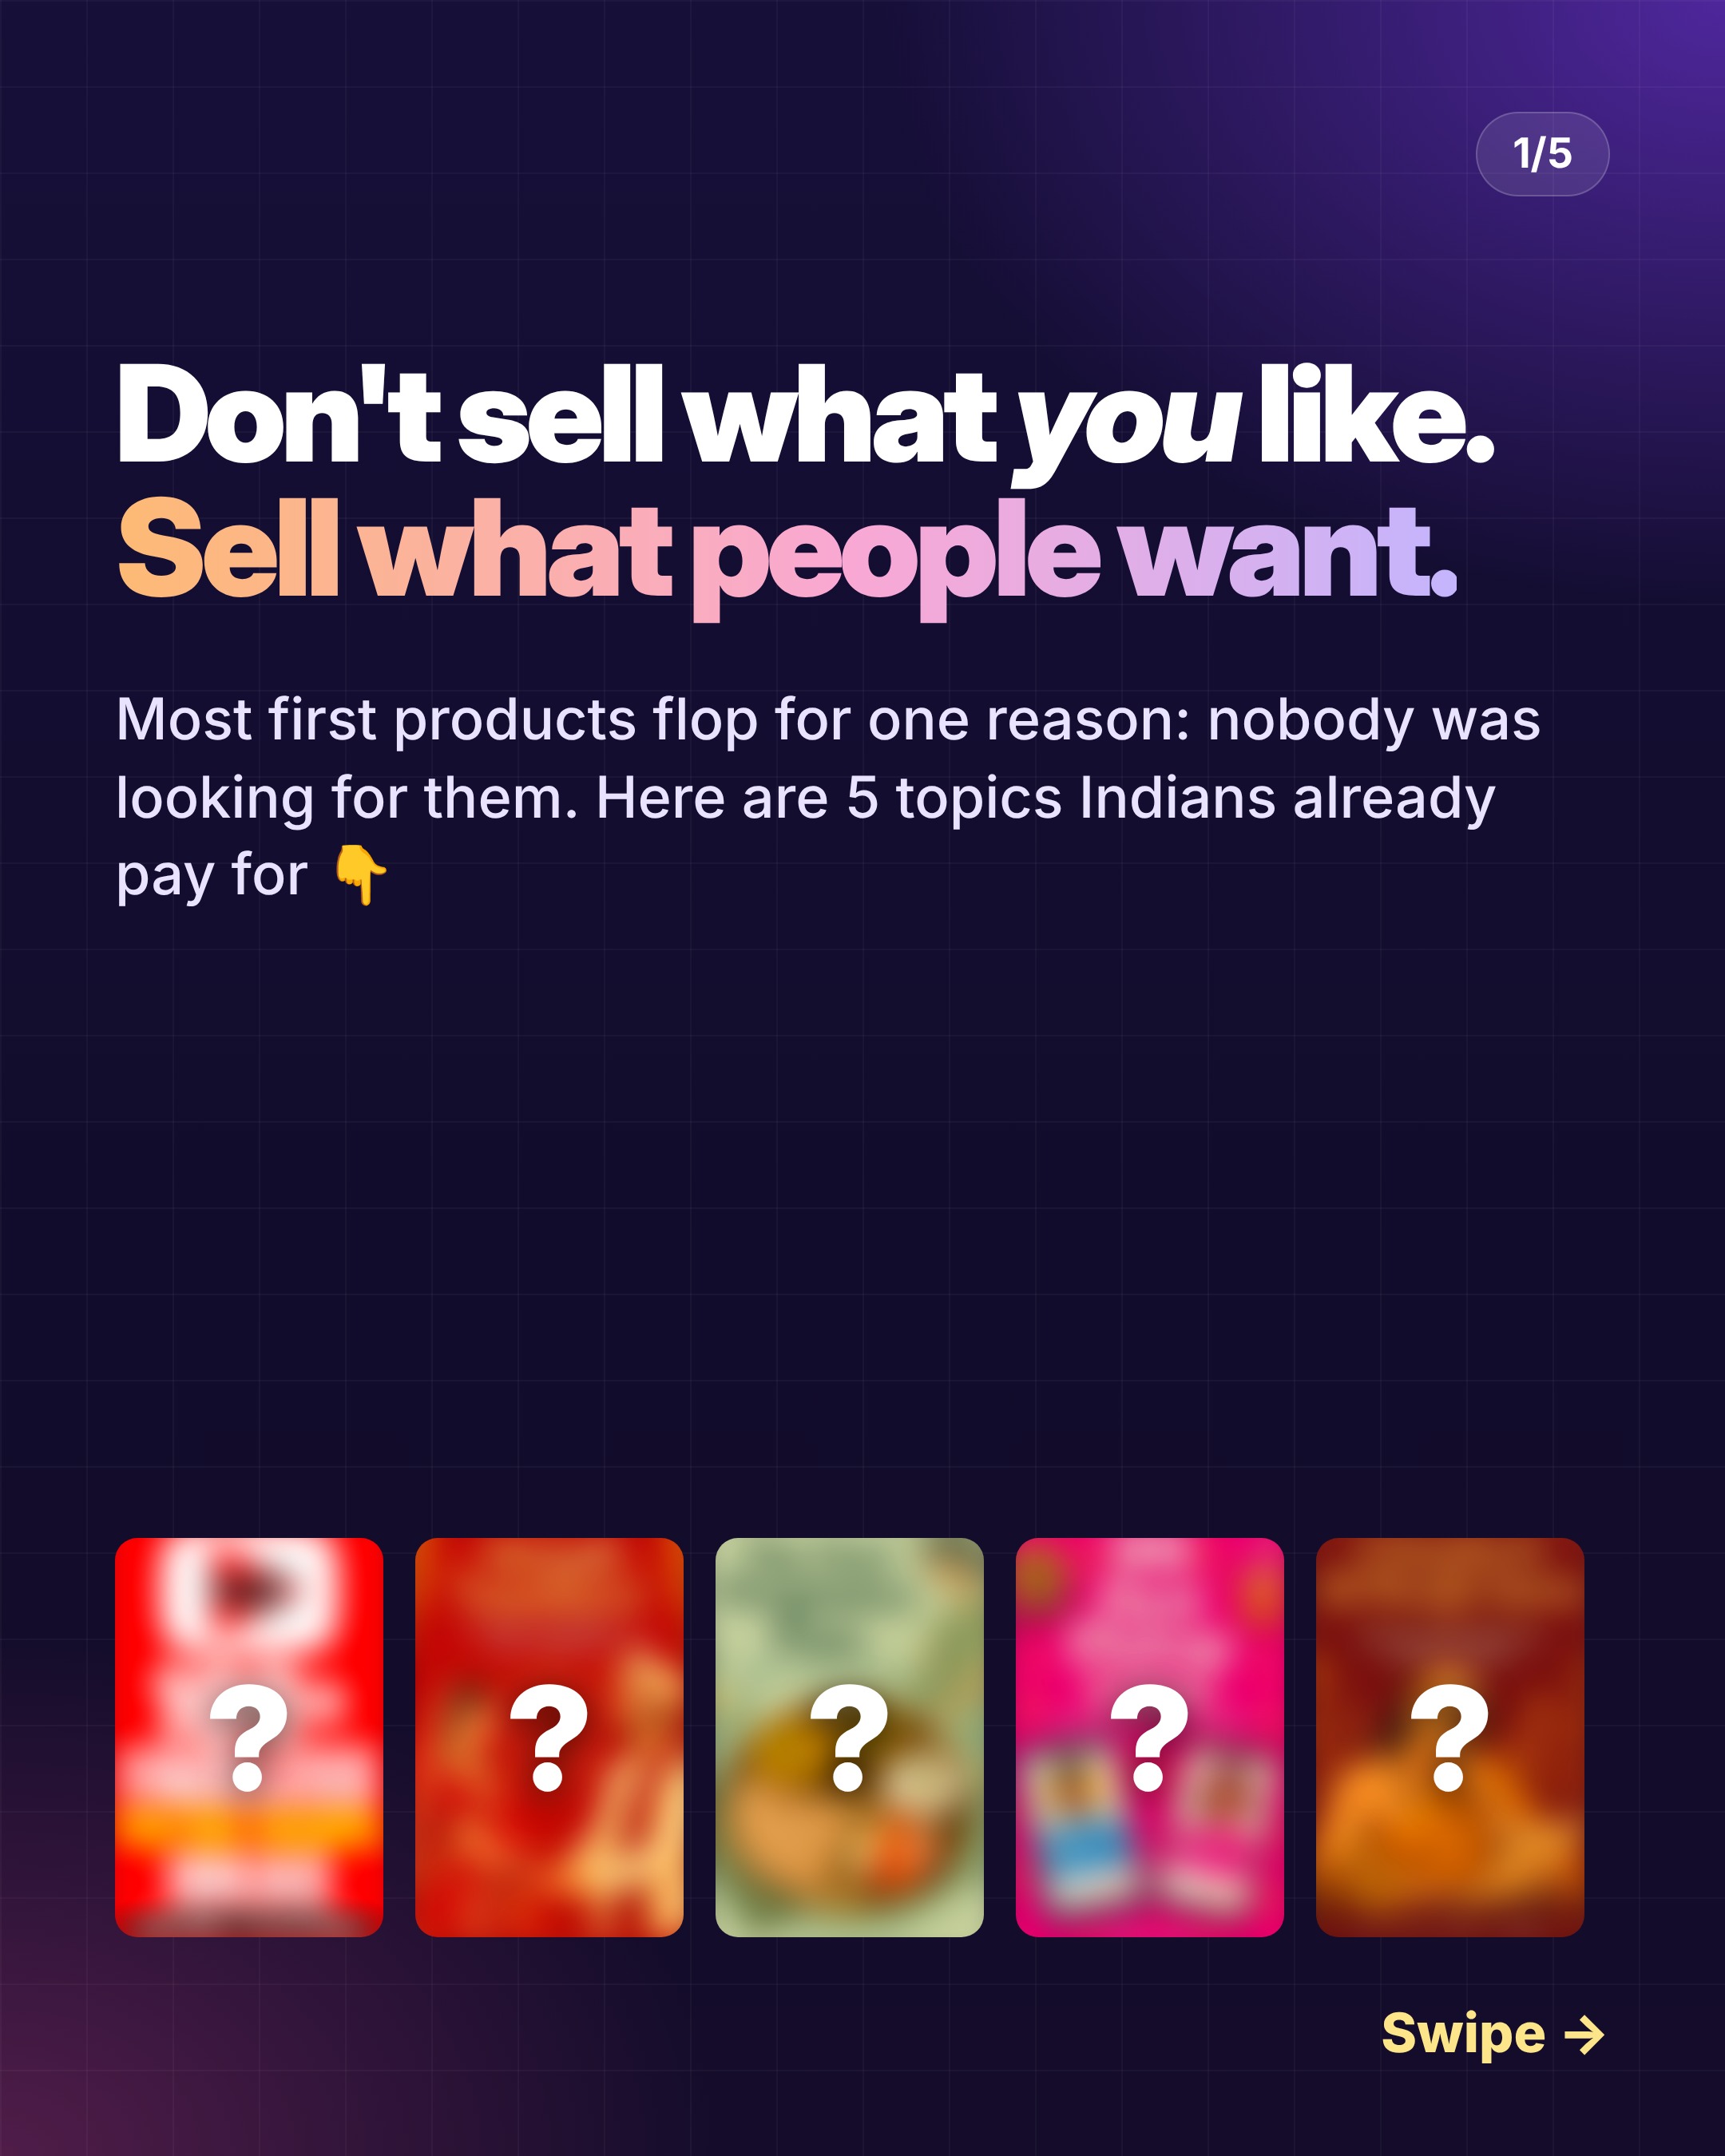 1/5
Don't sell what you like.
Sell what people want.
Most first products flop for one reason: nobody was
looking for them. Here are 5 topics Indians already
pay for 👇
? ? ? ? ?
Swipe →